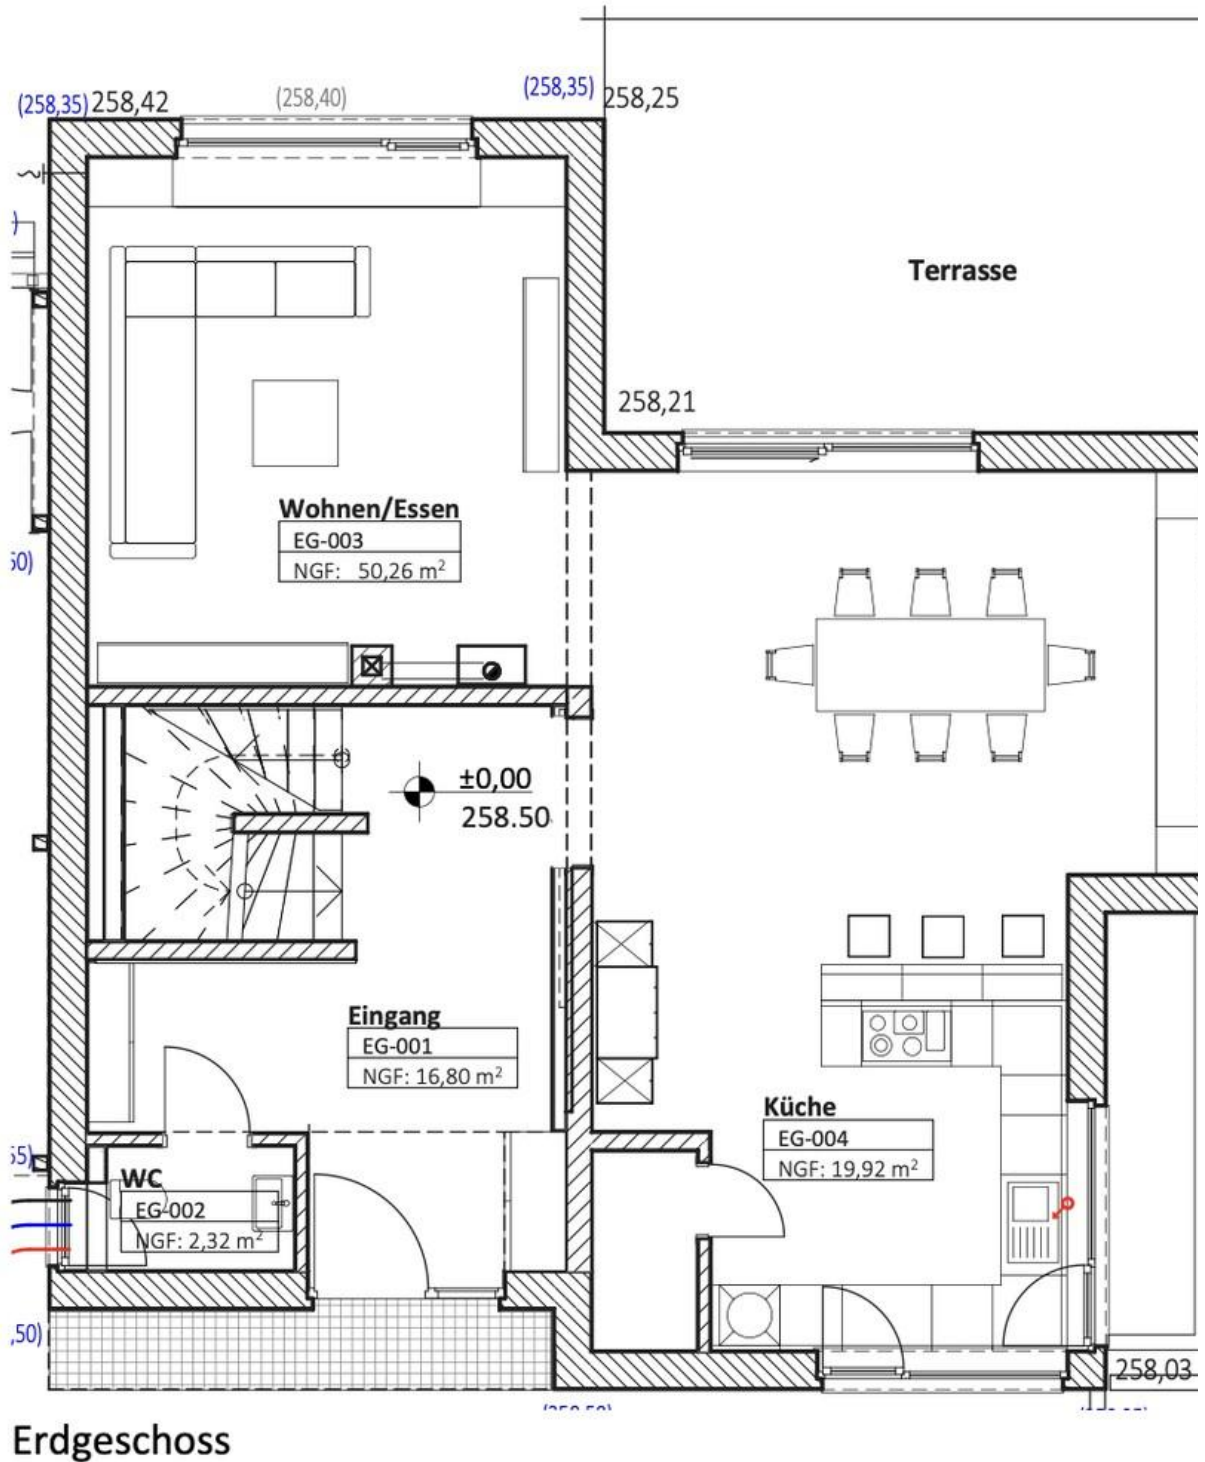 (258,35) 258,42 (258,40) (258,35) 258,25
Terrasse
258,21
Wohnen/Essen
EG-003
NGF: 50,26 m²
±0,00
258.50
Eingang
EG-001
NGF: 16,80 m²
Küche
EG-004
NGF: 19,92 m²
WC
EG-002
NGF: 2,32 m²
,50)
258,03
Erdgeschoss